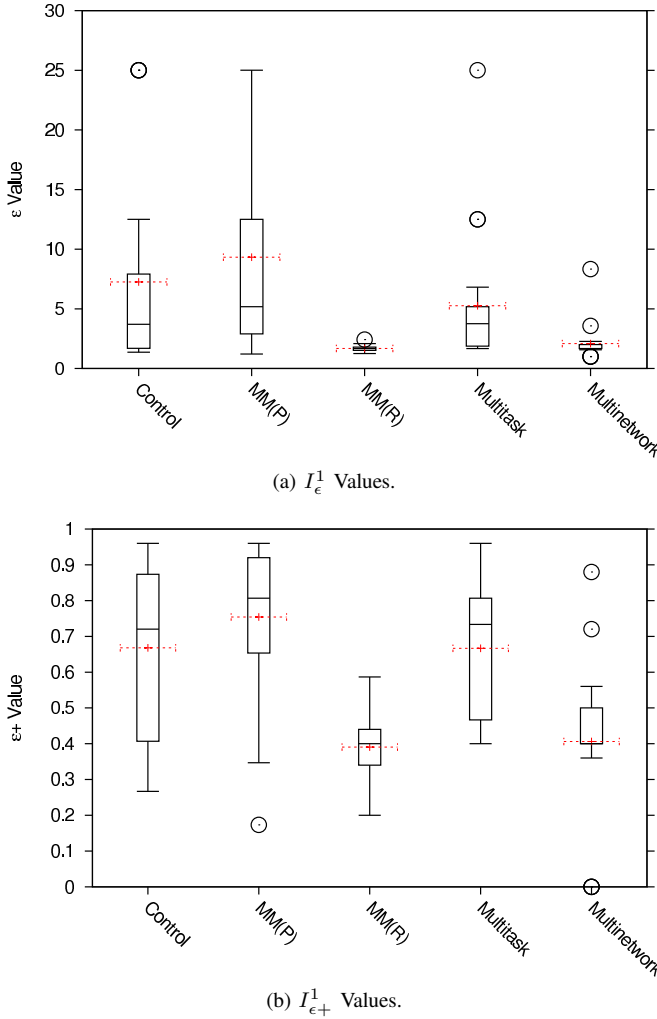 30
25
20
15
10
5
0
ε Value
Control
MM(P)
MM(R)
Multitask
Multinetwork
(a) I¹_ϵ Values.
1
0.9
0.8
0.7
0.6
0.5
0.4
0.3
0.2
0.1
0
ε+ Value
Control
MM(P)
MM(R)
Multitask
Multinetwork
(b) I¹_ϵ+ Values.